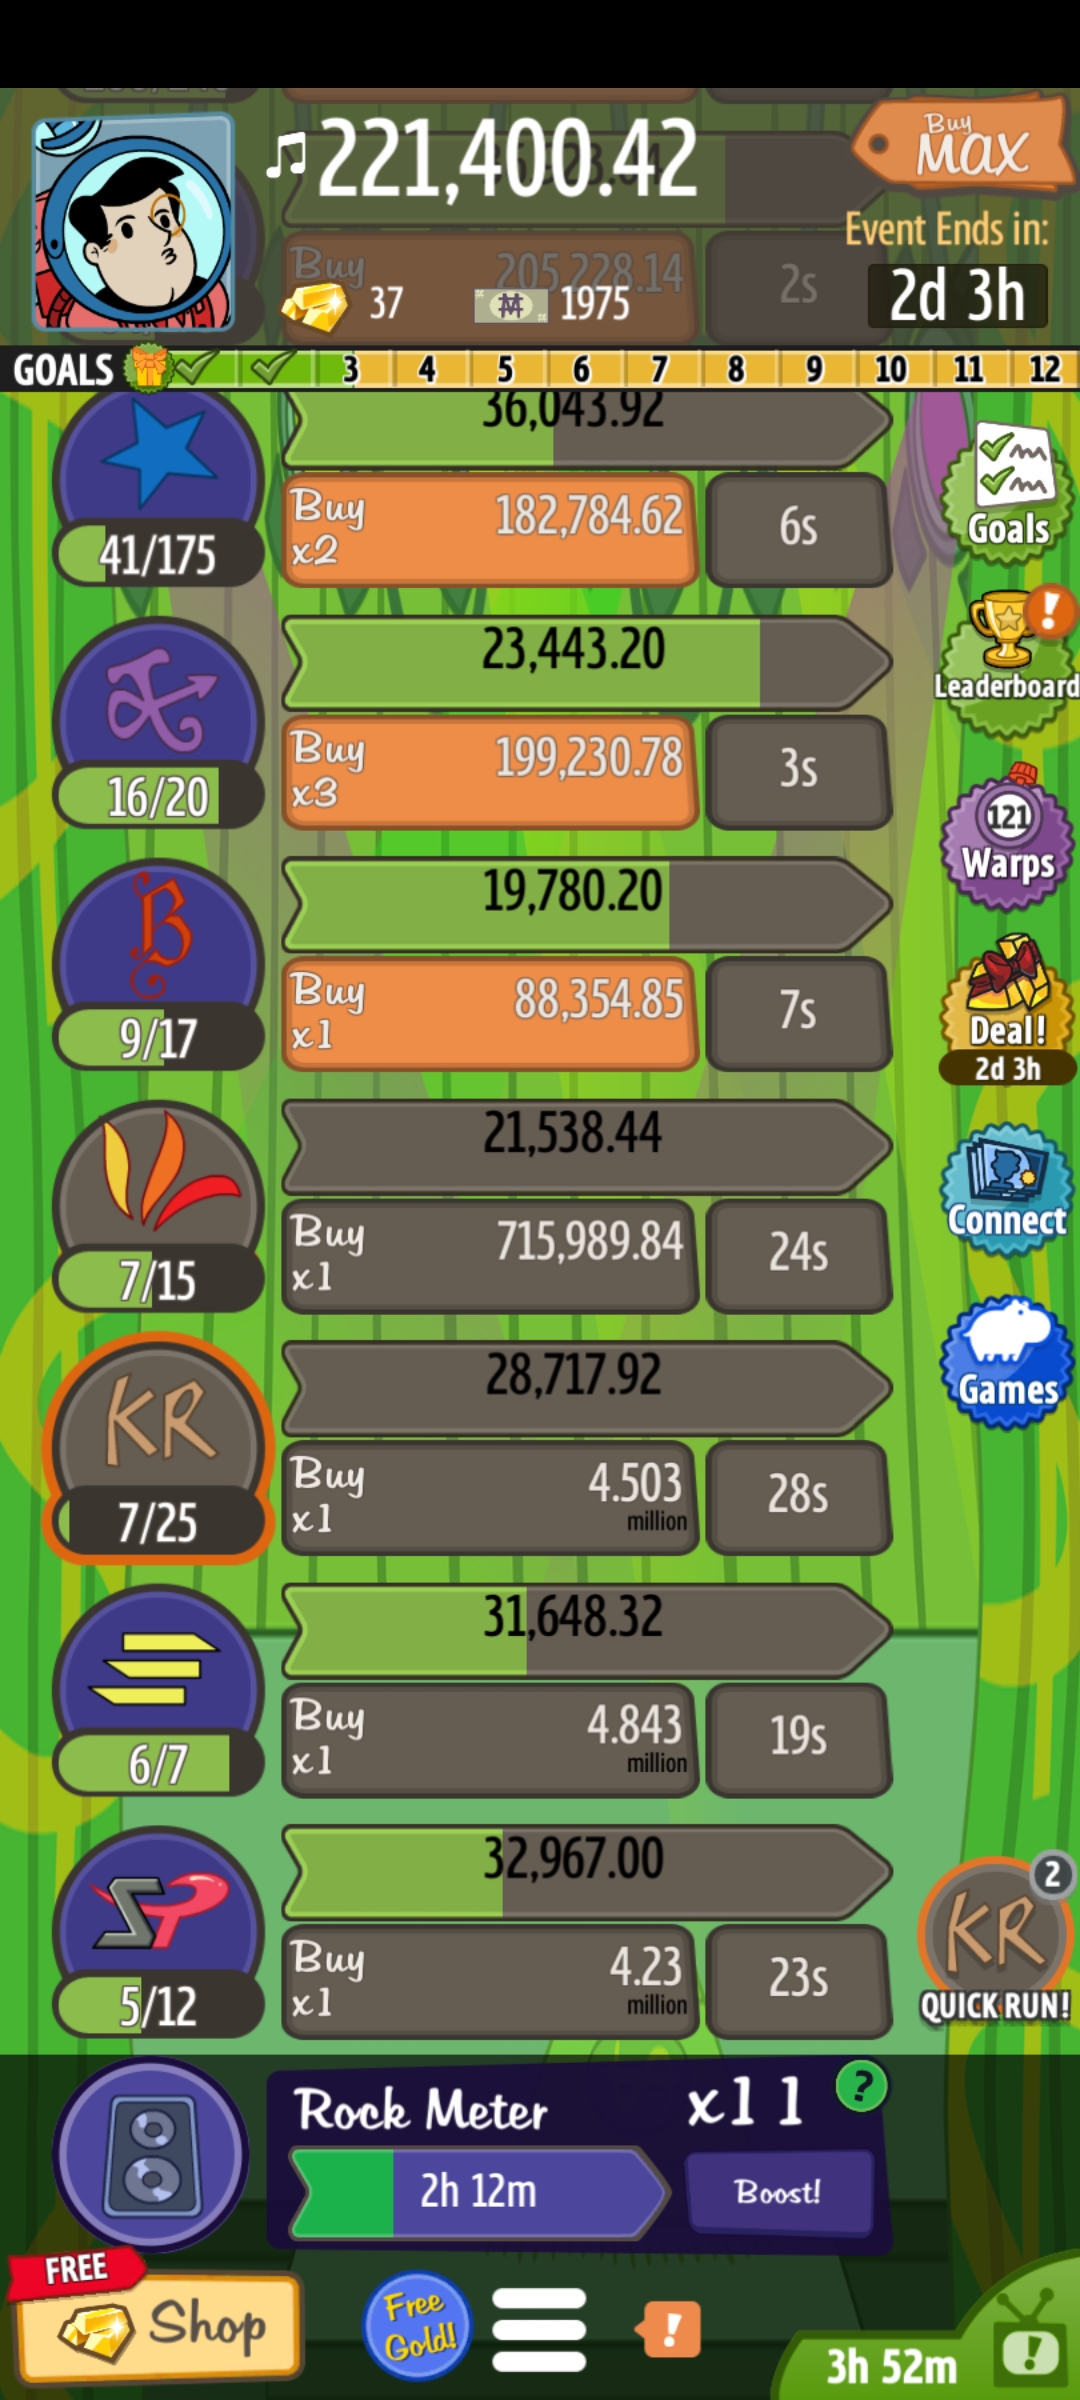 221,400.42
Buy
MAX
Event Ends in:
2d 3h
Buy 205,228.14 2s
37 1975
GOALS 3 4 5 6 7 8 9 10 11 12
36,043.92
Buy 182,784.62 6s
x2
41/175
Goals
23,443.20
Leaderboard
Buy 199,230.78 3s
x3
16/20
121
Warps
19,780.20
Buy 88,354.85 7s
x1
9/17
Deal!
2d 3h
21,538.44
Buy 715,989.84 24s
x1
7/15
Connect
28,717.92
Games
KR
Buy 4.503 28s
x1 million
7/25
31,648.32
Buy 4.843 19s
x1 million
6/7
32,967.00
Buy 4.23 23s
x1 million
5/12
2
KR
QUICK RUN!
Rock Meter x11 ?
2h 12m Boost!
FREE
Shop
Free
Gold!
!
3h 52m
!